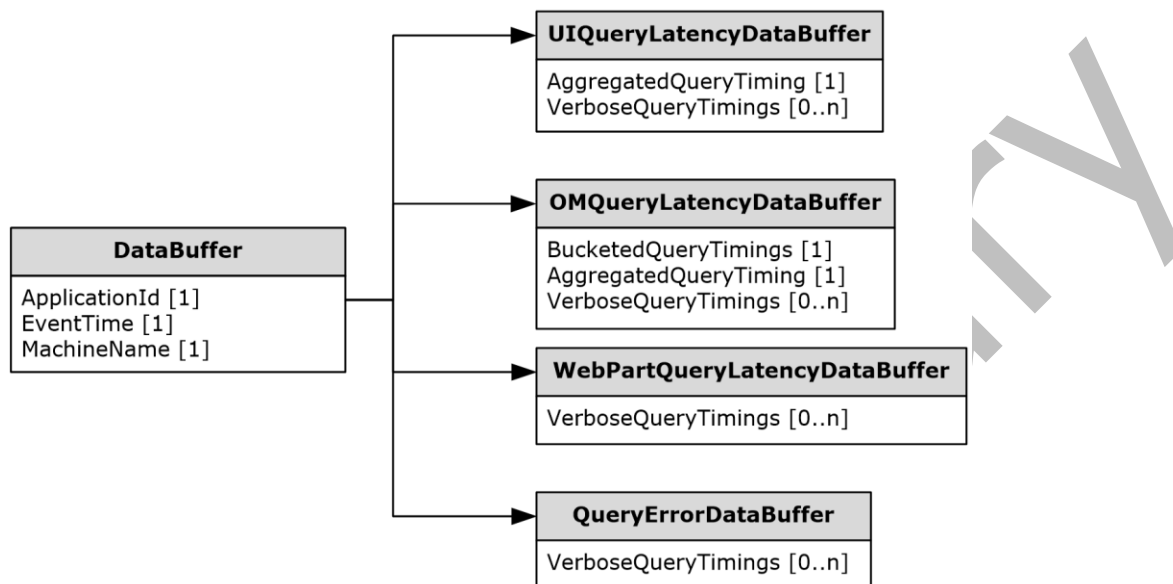 UIQueryLatencyDataBuffer
AggregatedQueryTiming [1]
VerboseQueryTimings [0..n]
OMQueryLatencyDataBuffer
BucketedQueryTimings [1]
AggregatedQueryTiming [1]
VerboseQueryTimings [0..n]
DataBuffer
ApplicationId [1]
EventTime [1]
MachineName [1]
WebPartQueryLatencyDataBuffer
VerboseQueryTimings [0..n]
QueryErrorDataBuffer
VerboseQueryTimings [0..n]